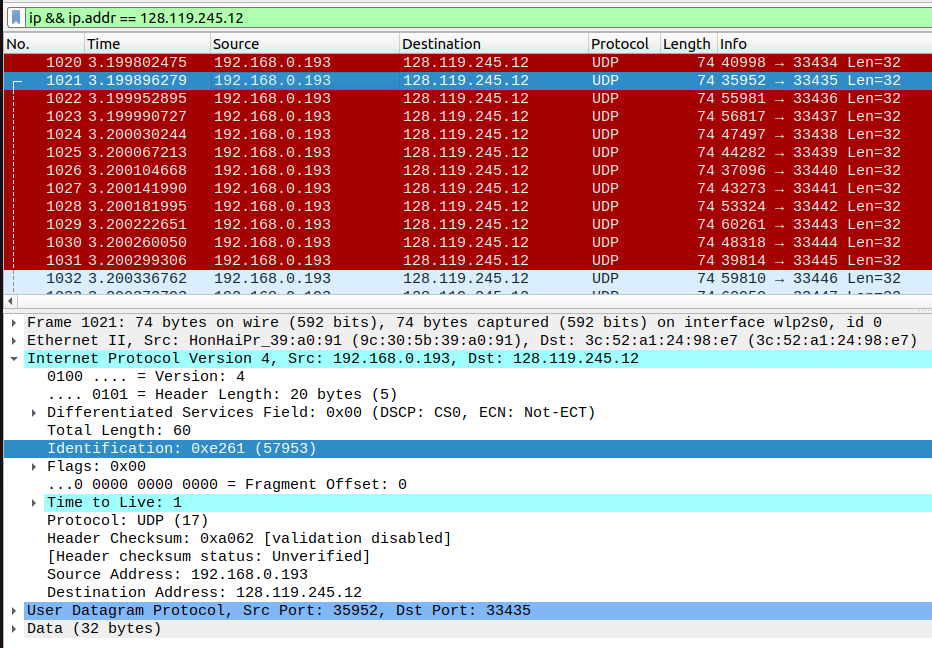 ip && ip.addr == 128.119.245.12
No. Time Source Destination Protocol Length Info
1020 3.199802475 192.168.0.193 128.119.245.12 UDP 74 40998 → 33434 Len=32
1021 3.199896279 192.168.0.193 128.119.245.12 UDP 74 35952 → 33435 Len=32
1022 3.199952895 192.168.0.193 128.119.245.12 UDP 74 55981 → 33436 Len=32
1023 3.199990727 192.168.0.193 128.119.245.12 UDP 74 56817 → 33437 Len=32
1024 3.200030244 192.168.0.193 128.119.245.12 UDP 74 47497 → 33438 Len=32
1025 3.200067213 192.168.0.193 128.119.245.12 UDP 74 44282 → 33439 Len=32
1026 3.200104668 192.168.0.193 128.119.245.12 UDP 74 37096 → 33440 Len=32
1027 3.200141990 192.168.0.193 128.119.245.12 UDP 74 43273 → 33441 Len=32
1028 3.200181995 192.168.0.193 128.119.245.12 UDP 74 53324 → 33442 Len=32
1029 3.200222651 192.168.0.193 128.119.245.12 UDP 74 60261 → 33443 Len=32
1030 3.200260050 192.168.0.193 128.119.245.12 UDP 74 48318 → 33444 Len=32
1031 3.200299306 192.168.0.193 128.119.245.12 UDP 74 39814 → 33445 Len=32
1032 3.200336762 192.168.0.193 128.119.245.12 UDP 74 59810 → 33446 Len=32
Frame 1021: 74 bytes on wire (592 bits), 74 bytes captured (592 bits) on interface wlp2s0, id 0
Ethernet II, Src: HonHaiPr_39:a0:91 (9c:30:5b:39:a0:91), Dst: 3c:52:a1:24:98:e7 (3c:52:a1:24:98:e7)
Internet Protocol Version 4, Src: 192.168.0.193, Dst: 128.119.245.12
0100 .... = Version: 4
.... 0101 = Header Length: 20 bytes (5)
Differentiated Services Field: 0x00 (DSCP: CS0, ECN: Not-ECT)
Total Length: 60
Identification: 0xe261 (57953)
Flags: 0x00
...0 0000 0000 0000 = Fragment Offset: 0
Time to Live: 1
Protocol: UDP (17)
Header Checksum: 0xa062 [validation disabled]
[Header checksum status: Unverified]
Source Address: 192.168.0.193
Destination Address: 128.119.245.12
User Datagram Protocol, Src Port: 35952, Dst Port: 33435
Data (32 bytes)